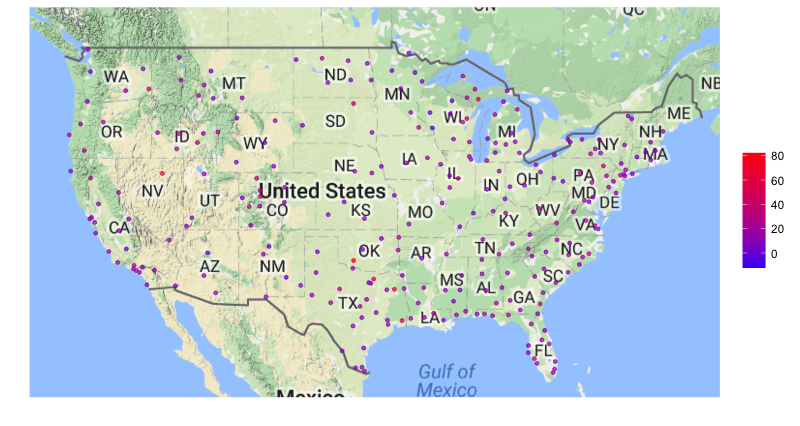 ON
QC
WA
MT
ND
MN
NB
ME
OR
ID
SD
WI
MI
NH
NY
MA
WY
IA
NE
IL
IN
OH
PA
NV
UT
United States
MD
DE
CO
KS
MO
KY
WV
VA
CA
OK
AR
TN
NC
AZ
NM
MS
AL
SC
GA
TX
LA
FL
Gulf of
Mexico
Mexico
80
60
40
20
0